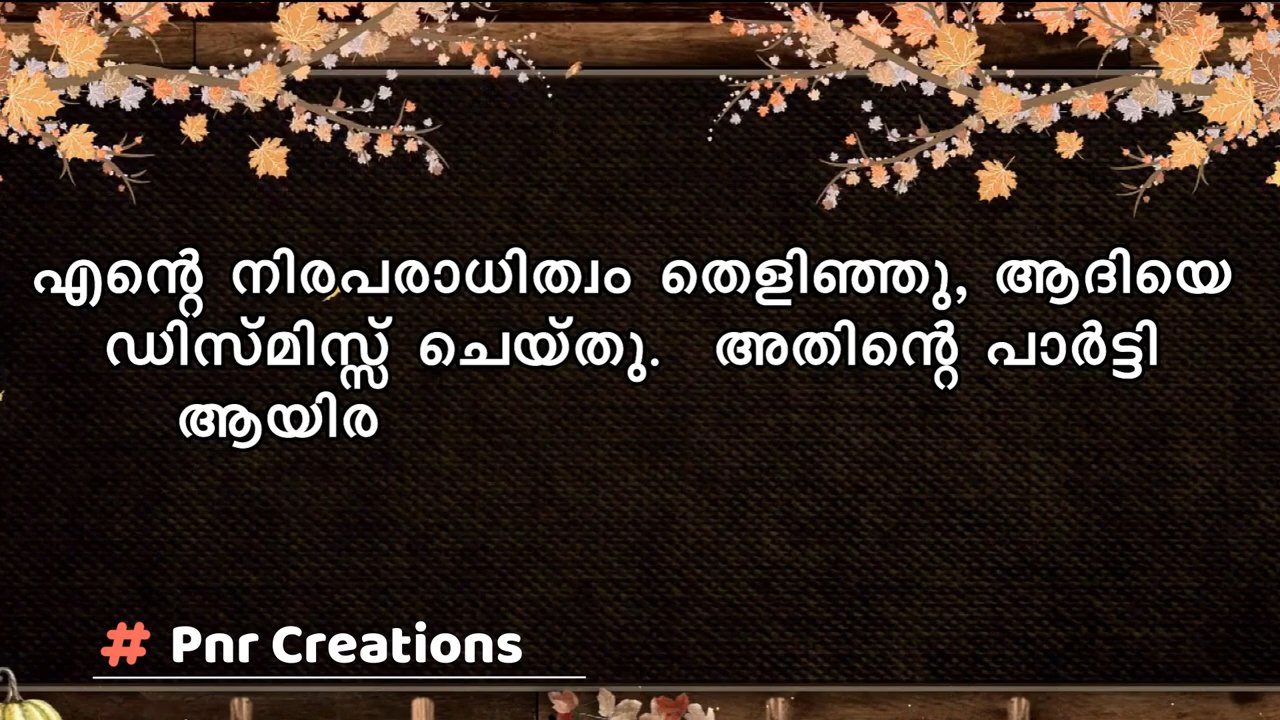 എന്റെ നിരപരാധിത്വം തെളിഞ്ഞു, ആദിയെ
ഡിസ്മിസ്സ് ചെയ്തു. അതിന്റെ പാർട്ടി
ആയിര
# Pnr Creations